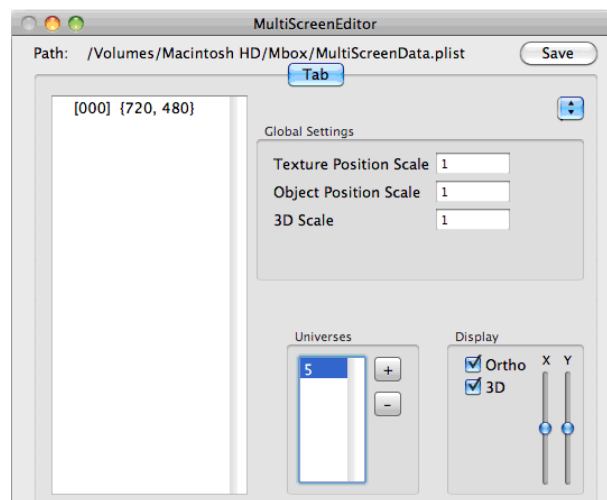 MultiScreenEditor
Path: /Volumes/Macintosh HD/Mbox/MultiScreenData.plist Save
Tab
[000] {720, 480}
Global Settings
Texture Position Scale 1
Object Position Scale 1
3D Scale 1
Universes
5
+
-
Display
X Y
Ortho
3D